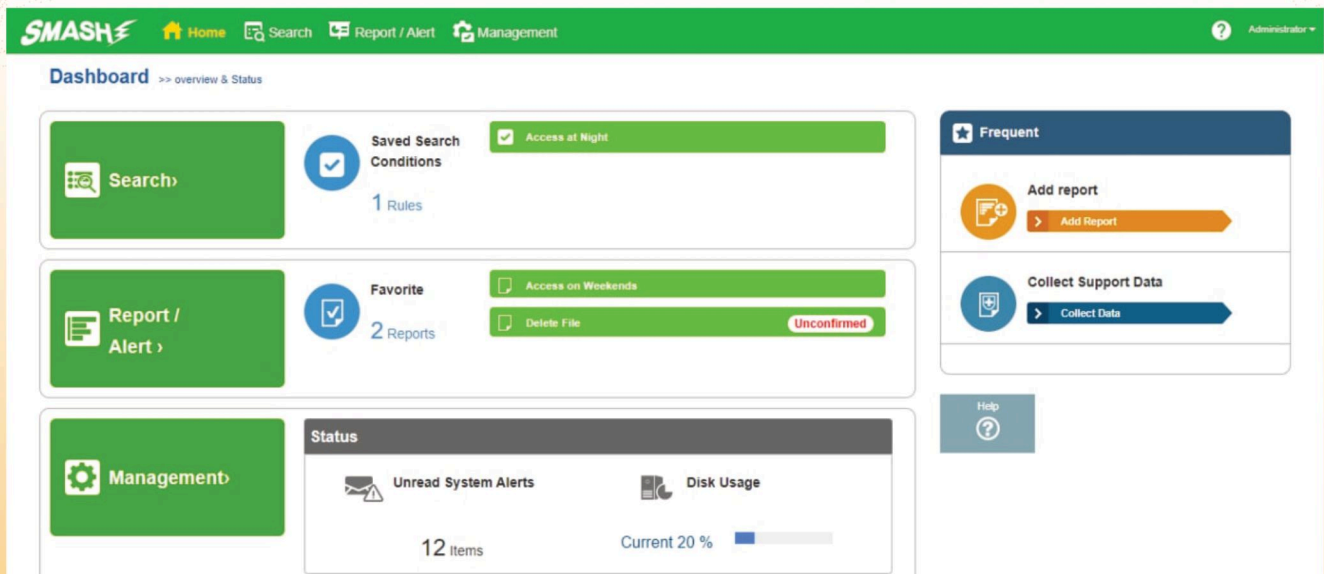 SMASH
Home Search Report / Alert Management
Administrator
Dashboard >> overview & Status
Search›
Saved Search
Conditions
1 Rules
Access at Night
Report /
Alert ›
Favorite
2 Reports
Access on Weekends
Delete File Unconfirmed
Management›
Status
Unread System Alerts
12 Items
Disk Usage
Current 20 %
Frequent
Add report
Add Report
Collect Support Data
Collect Data
Help